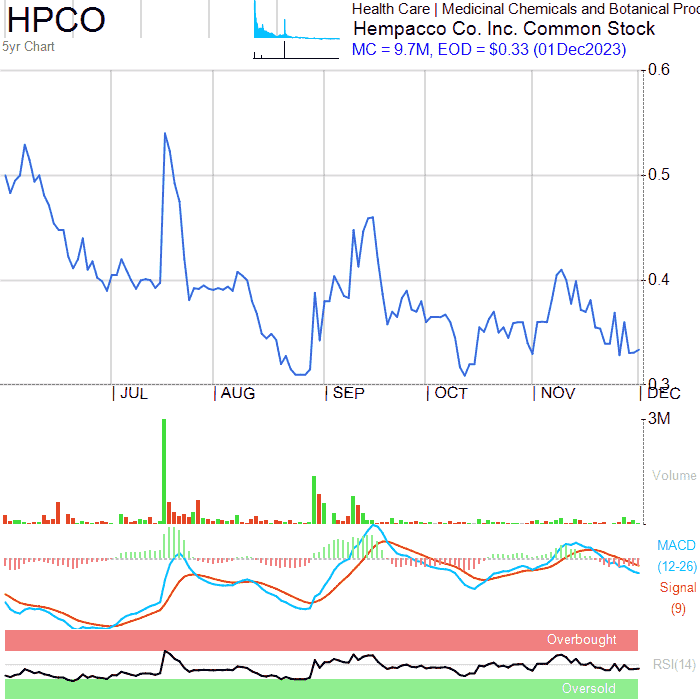 HPCO
5yr Chart
Health Care | Medicinal Chemicals and Botanical Pro
Hempacco Co. Inc. Common Stock
MC = 9.7M, EOD = $0.33 (01Dec2023)
0.6
0.5
0.4
0.3
| JUL | AUG | SEP | OCT | NOV | DEC
3M
Volume
MACD
(12-26)
Signal
(9)
Overbought
RSI(14)
Oversold